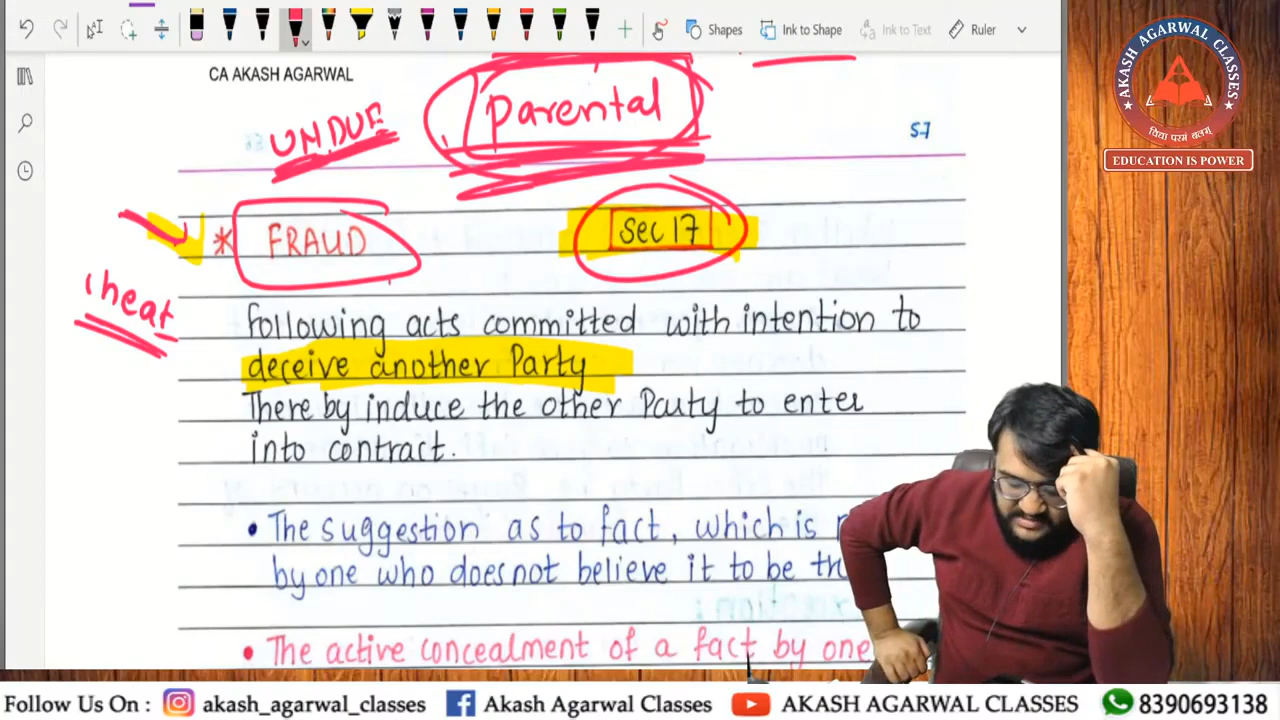 Shapes
Ink to Shape
Ink to Text
Ruler
CA AKASH AGARWAL
Parental
UNDUE
57
* FRAUD
Sec 17
cheat
Following acts committed with intention to
deceive another Party
There by induce the other Party to enter
into contract.
• The suggestion as to fact, which is
by one who does not believe it to be
• The active concealment of a fact by one
AKASH AGARWAL CLASSES
विद्या परमं बलम्
EDUCATION IS POWER
Follow Us On :
akash_agarwal_classes
Akash Agarwal Classes
AKASH AGARWAL CLASSES
8390693138